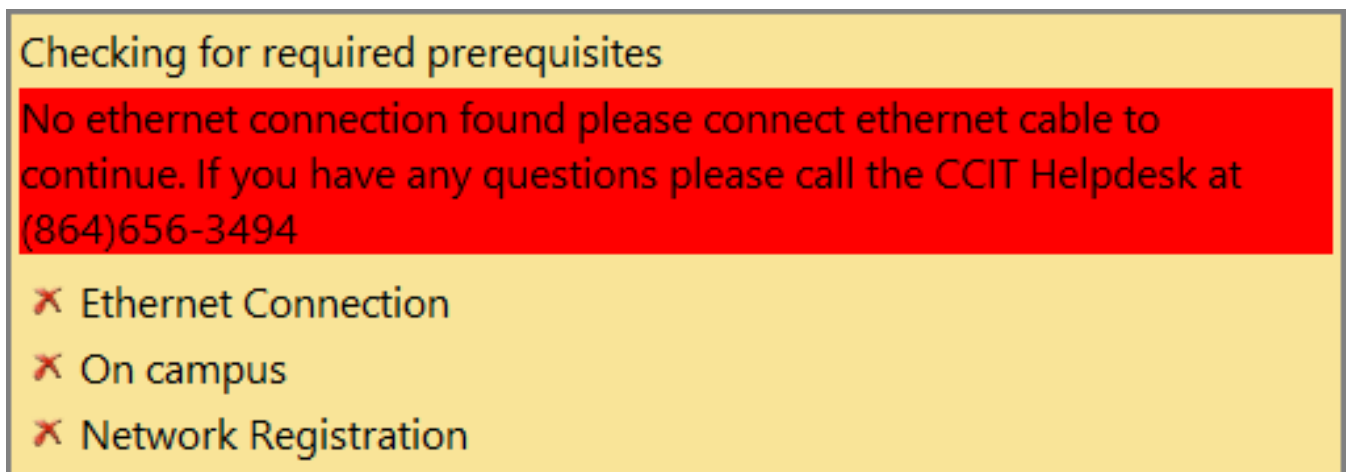 Checking for required prerequisites
No ethernet connection found please connect ethernet cable to
continue. If you have any questions please call the CCIT Helpdesk at
(864)656-3494
Ethernet Connection
On campus
Network Registration